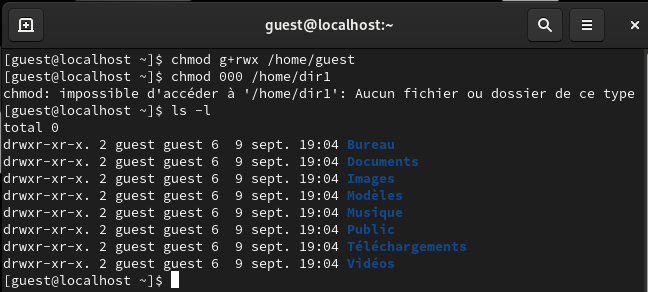 guest@localhost:~
[guest@localhost ~]$ chmod g+rwx /home/guest
[guest@localhost ~]$ chmod 000 /home/dir1
chmod: impossible d'accéder à '/home/dir1': Aucun fichier ou dossier de ce type
[guest@localhost ~]$ ls -l
total 0
drwxr-xr-x. 2 guest guest 6  9 sept. 19:04 Bureau
drwxr-xr-x. 2 guest guest 6  9 sept. 19:04 Documents
drwxr-xr-x. 2 guest guest 6  9 sept. 19:04 Images
drwxr-xr-x. 2 guest guest 6  9 sept. 19:04 Modèles
drwxr-xr-x. 2 guest guest 6  9 sept. 19:04 Musique
drwxr-xr-x. 2 guest guest 6  9 sept. 19:04 Public
drwxr-xr-x. 2 guest guest 6  9 sept. 19:04 Téléchargements
drwxr-xr-x. 2 guest guest 6  9 sept. 19:04 Vidéos
[guest@localhost ~]$